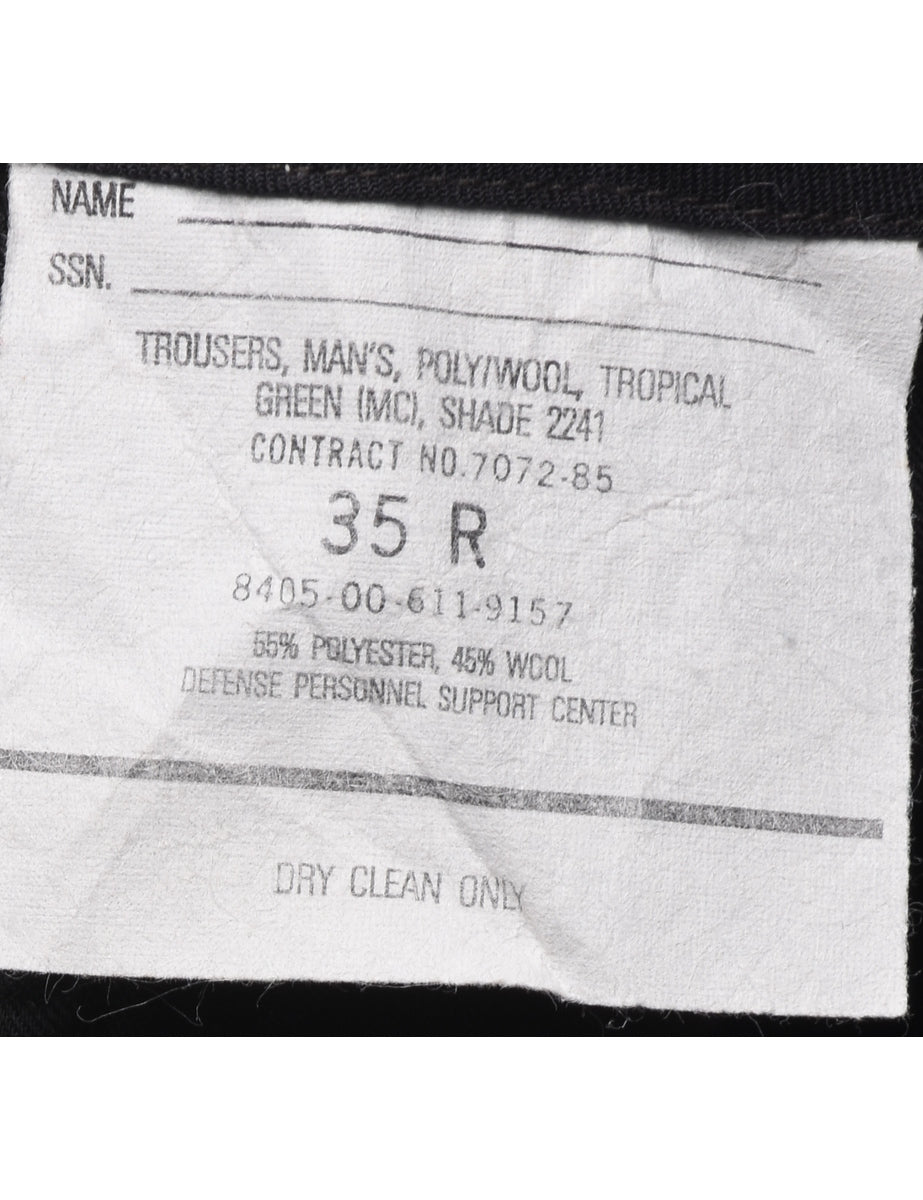 NAME
SSN.
TROUSERS, MAN'S, POLY/WOOL, TROPICAL
GREEN (MC), SHADE 2241
CONTRACT NO.7072-85
35 R
8405-00-611-9157
55% POLYESTER, 45% WOOL
DEFENSE PERSONNEL SUPPORT CENTER
DRY CLEAN ONLY